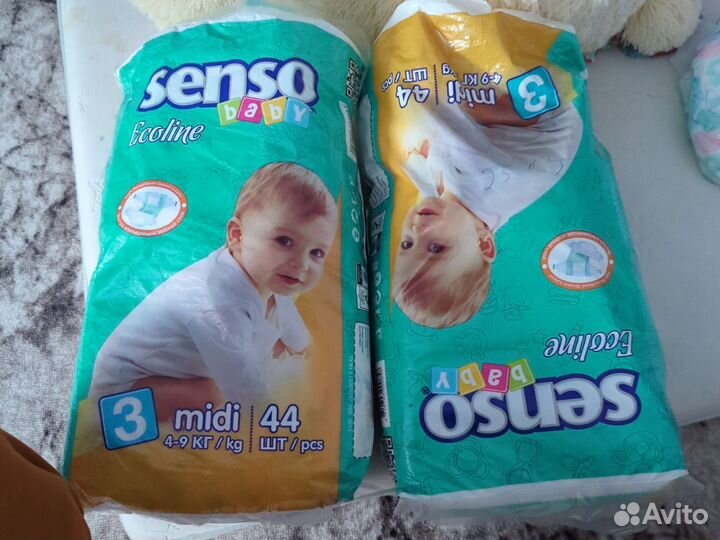 senso
baby
Ecoline
3 midi 44
4-9 КГ / kg ШТ / pcs
senso
baby
Ecoline
3 midi 44
4-9 КГ / kg ШТ / pcs
Avito